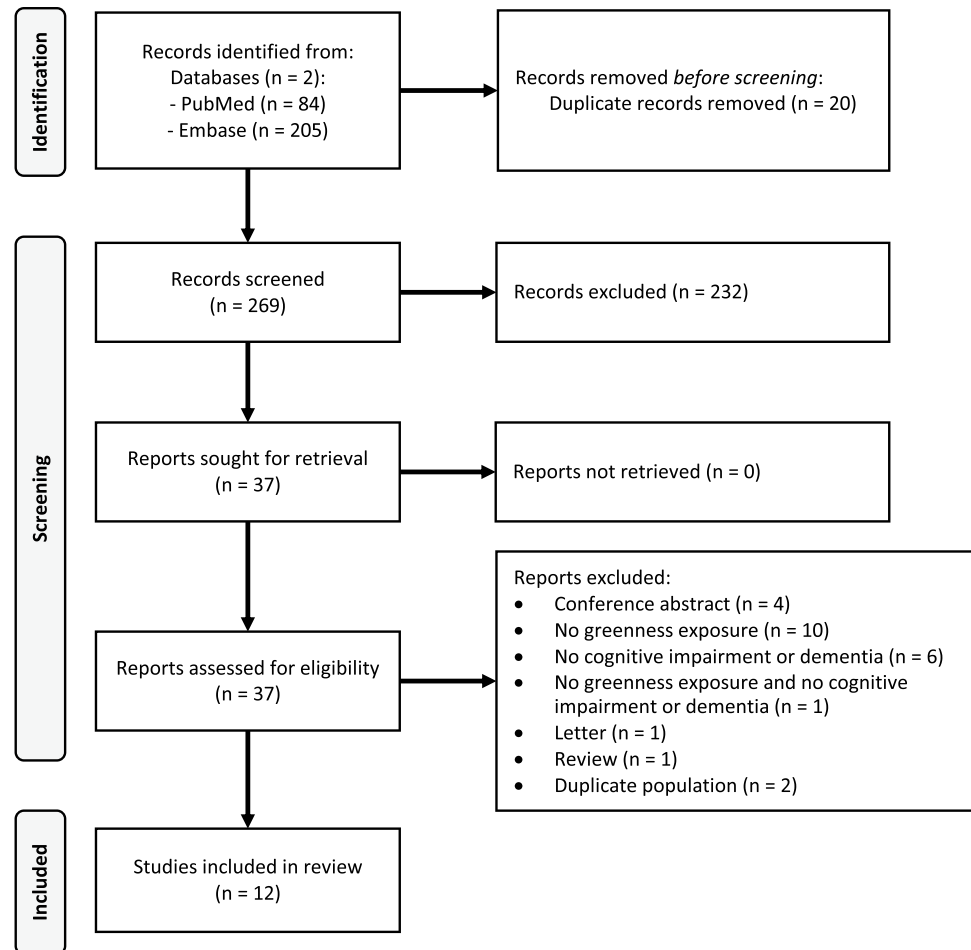 Identification
Records identified from:
Databases (n = 2):
- PubMed (n = 84)
- Embase (n = 205)
Records removed before screening:
Duplicate records removed (n = 20)
Screening
Records screened
(n = 269)
Records excluded (n = 232)
Reports sought for retrieval
(n = 37)
Reports not retrieved (n = 0)
Reports assessed for eligibility
(n = 37)
Reports excluded:
• Conference abstract (n = 4)
• No greenness exposure (n = 10)
• No cognitive impairment or dementia (n = 6)
• No greenness exposure and no cognitive
impairment or dementia (n = 1)
• Letter (n = 1)
• Review (n = 1)
• Duplicate population (n = 2)
Included
Studies included in review
(n = 12)